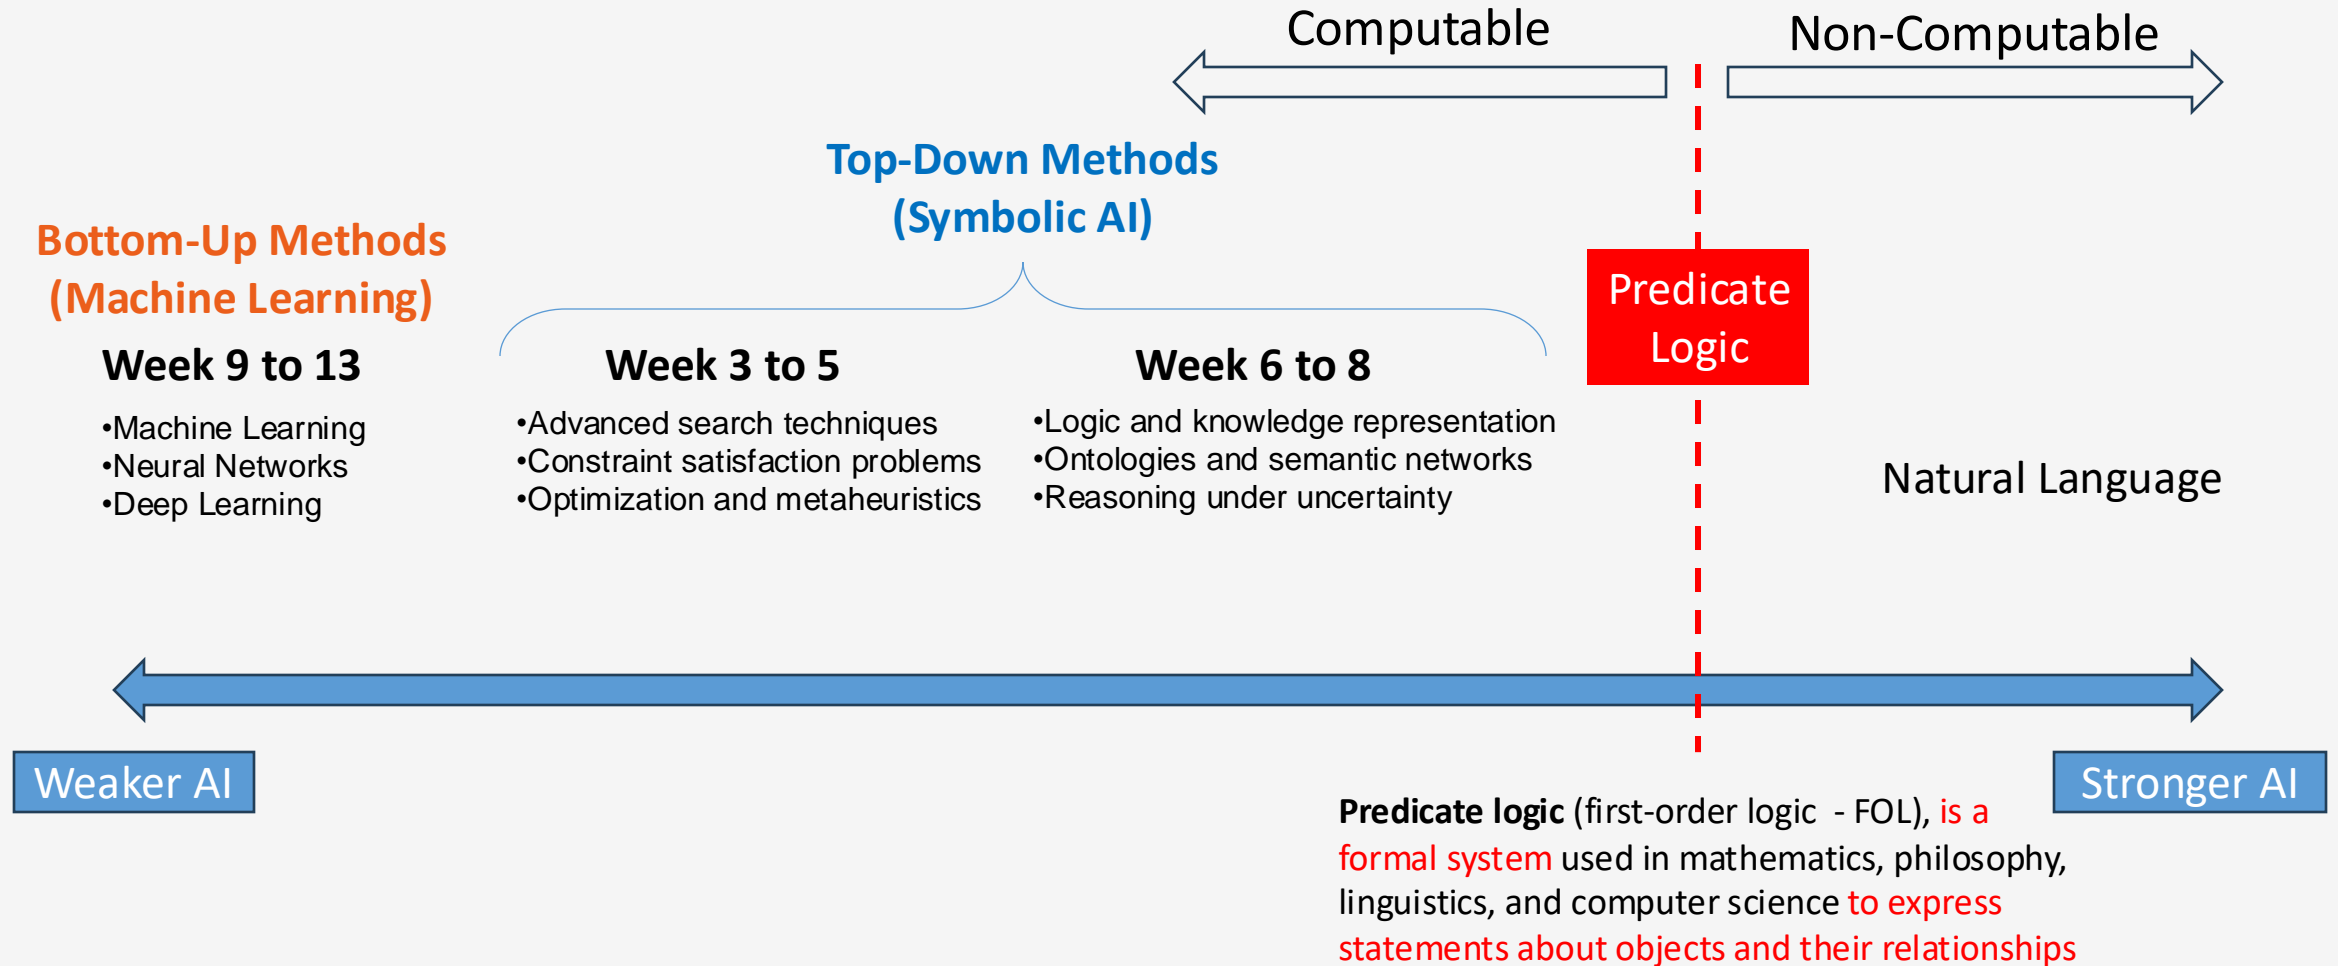 Computable
Non-Computable
Top-Down Methods
(Symbolic AI)
Bottom-Up Methods
(Machine Learning)
Predicate
Logic
Week 9 to 13
•Machine Learning
•Neural Networks
•Deep Learning
Week 3 to 5
•Advanced search techniques
•Constraint satisfaction problems
•Optimization and metaheuristics
Week 6 to 8
•Logic and knowledge representation
•Ontologies and semantic networks
•Reasoning under uncertainty
Natural Language
Weaker AI
Stronger AI
Predicate logic (first-order logic - FOL), is a
formal system used in mathematics, philosophy,
linguistics, and computer science to express
statements about objects and their relationships